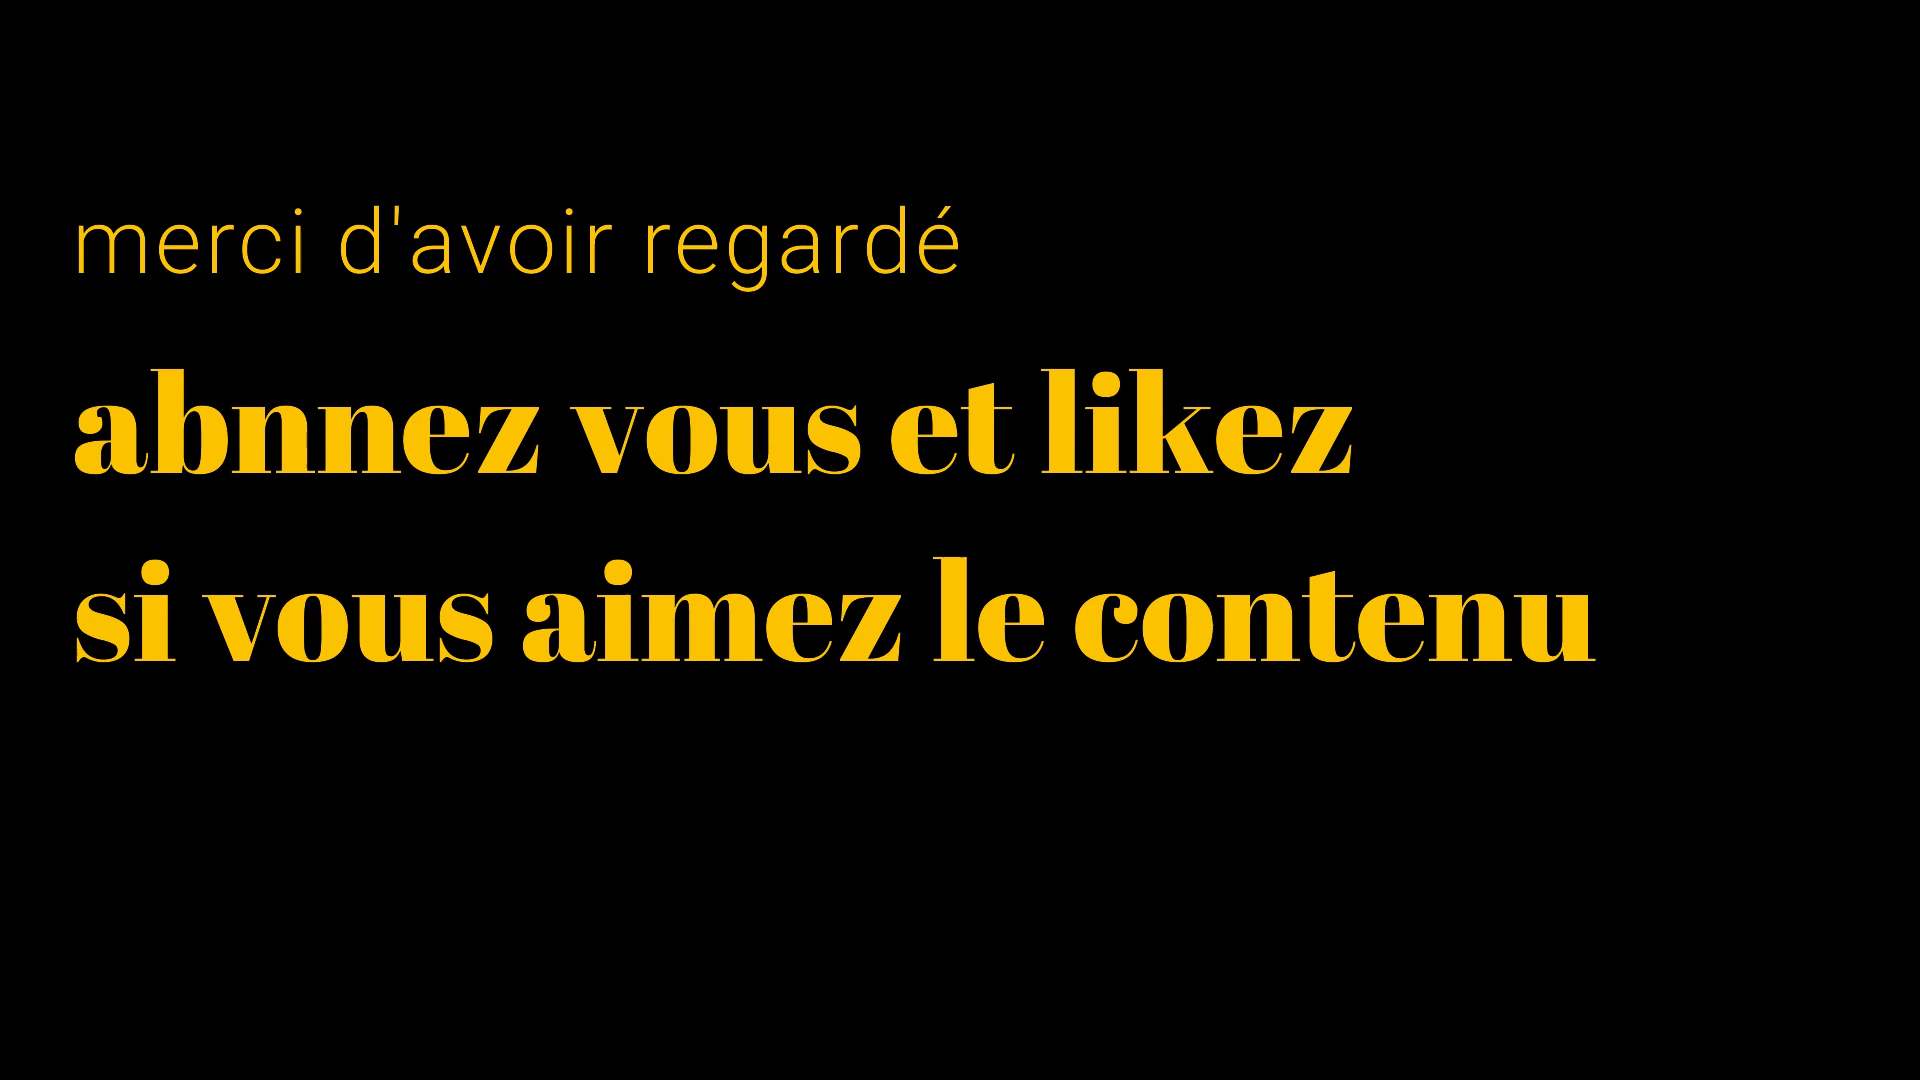 merci d'avoir regardé
abnnez vous et likez
si vous aimez le contenu